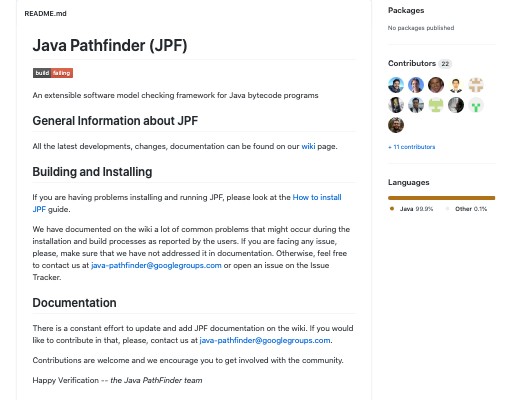 README.md
Java Pathfinder (JPF)
build failing
An extensible software model checking framework for Java bytecode programs
General Information about JPF
All the latest developments, changes, documentation can be found on our wiki page.
Building and Installing
If you are having problems installing and running JPF, please look at the How to install
JPF guide.
We have documented on the wiki a lot of common problems that might occur during the
installation and build processes as reported by the users. If you are facing any issue,
please, make sure that we have not addressed it in documentation. Otherwise, feel free
to contact us at java-pathfinder@googlegroups.com or open an issue on the Issue
Tracker.
Documentation
There is a constant effort to update and add JPF documentation on the wiki. If you would
like to contribute in that, please, contact us at java-pathfinder@googlegroups.com.
Contributions are welcome and we encourage you to get involved with the community.
Happy Verification -- the Java PathFinder team
Packages
No packages published
Contributors 22
+ 11 contributors
Languages
Java 99.9% Other 0.1%